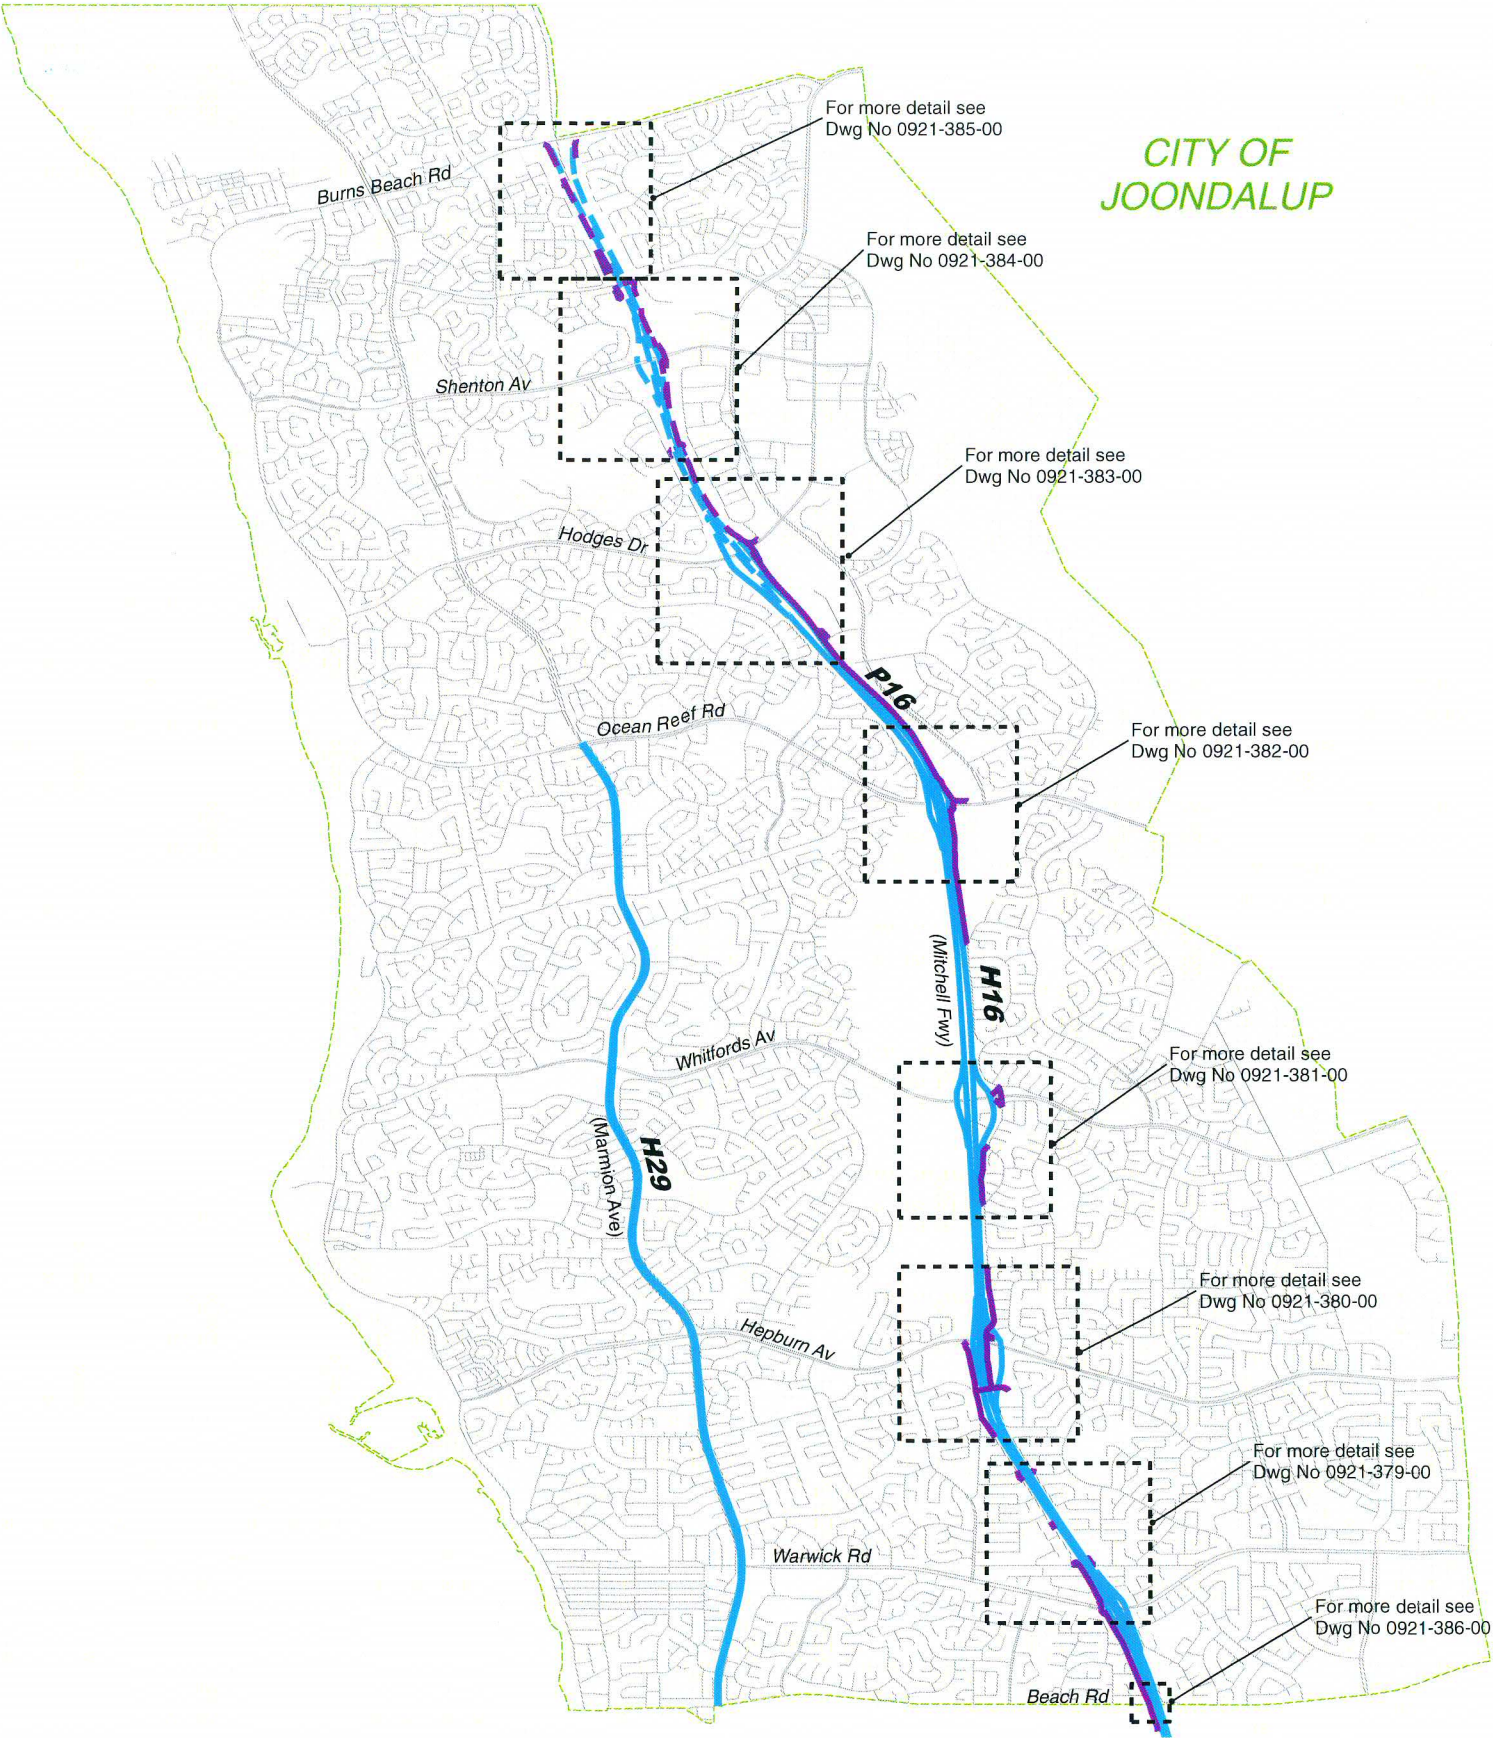 For more detail see
Dwg No 0921-385-00
CITY OF
JOONDALUP
Burns Beach Rd
For more detail see
Dwg No 0921-384-00
Shenton Av
For more detail see
Dwg No 0921-383-00
Hodges Dr
P16
Ocean Reef Rd
For more detail see
Dwg No 0921-382-00
(Mitchell Fwy)
H16
Whitfords Av
For more detail see
Dwg No 0921-381-00
(Marmion Ave)
H29
For more detail see
Dwg No 0921-380-00
Hepburn Av
For more detail see
Dwg No 0921-379-00
Warwick Rd
For more detail see
Dwg No 0921-386-00
Beach Rd